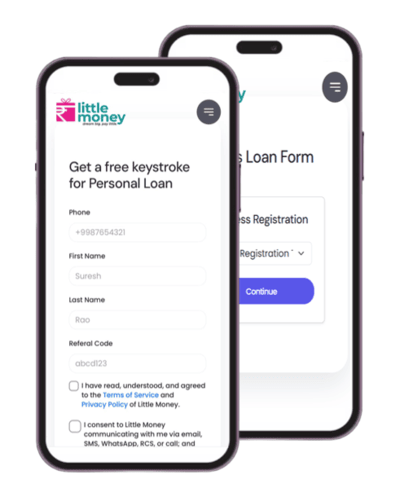 little
money
dream big pay little
Get a free keystroke
for Personal Loan
Phone
+9987654321
First Name
Suresh
Last Name
Rao
Referal Code
abcd123
I have read, understood, and agreed
to the Terms of Service and
Privacy Policy of Little Money.
I consent to Little Money
communicating with me via email,
SMS, WhatsApp, RCS, or call; and
y
s Loan Form
ess Registration
Registration
Continue